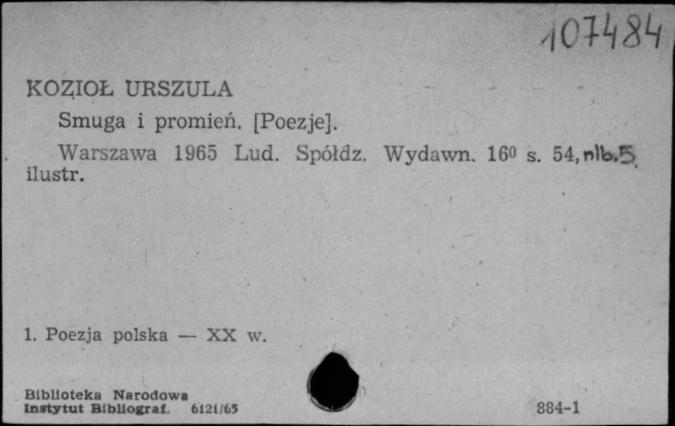 107484
KOZIOŁ URSZULA
Smuga i promień. [Poezje].
Warszawa 1965 Lud. Spółdz. Wydawn. 16⁰ s. 54, nlb. 5
ilustr.
1. Poezja polska — XX w.
Biblioteka Narodowa
Instytut Bibliograf. 6121/65
884-1